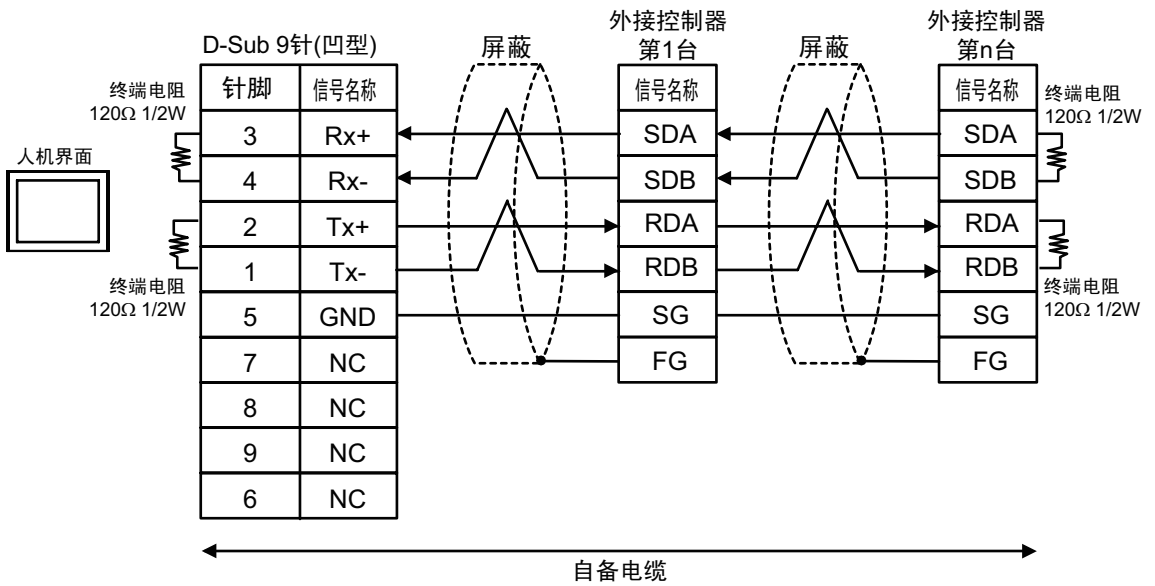 外接控制器
第1台
外接控制器
第n台
D-Sub 9针(凹型)
屏蔽
屏蔽
终端电阻
120Ω 1/2W
针脚 信号名称
信号名称
信号名称
终端电阻
120Ω 1/2W
人机界面
3 Rx+ SDA SDA
4 Rx- SDB SDB
2 Tx+ RDA RDA
1 Tx- RDB RDB
终端电阻
120Ω 1/2W
终端电阻
120Ω 1/2W
5 GND SG SG
7 NC FG FG
8 NC
9 NC
6 NC
自备电缆